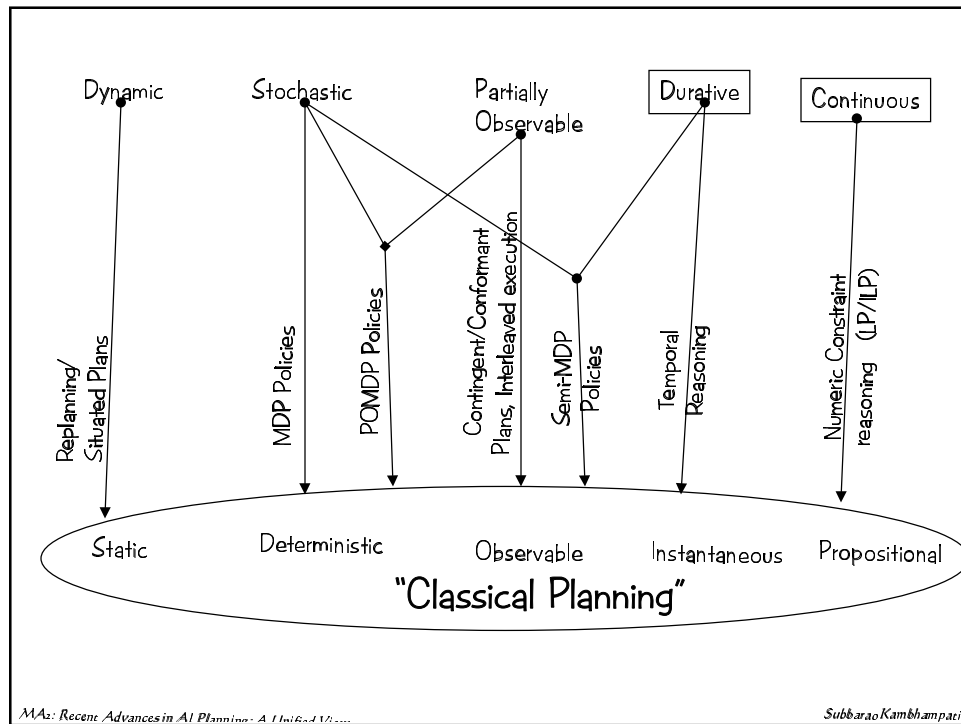 Dynamic
Stochastic
Partially
Observable
Durative
Continuous
Replanning/
Situated Plans
MDP Policies
POMDP Policies
Contingent/Conformant
Plans, Interleaved execution
Semi-MDP
Policies
Temporal
Reasoning
Numeric Constraint
reasoning (LP/ILP)
Static
Deterministic
Observable
Instantaneous
Propositional
“Classical Planning”
MA2: Recent Advances in AI Planning: A Unified View
Subbarao Kambhampati